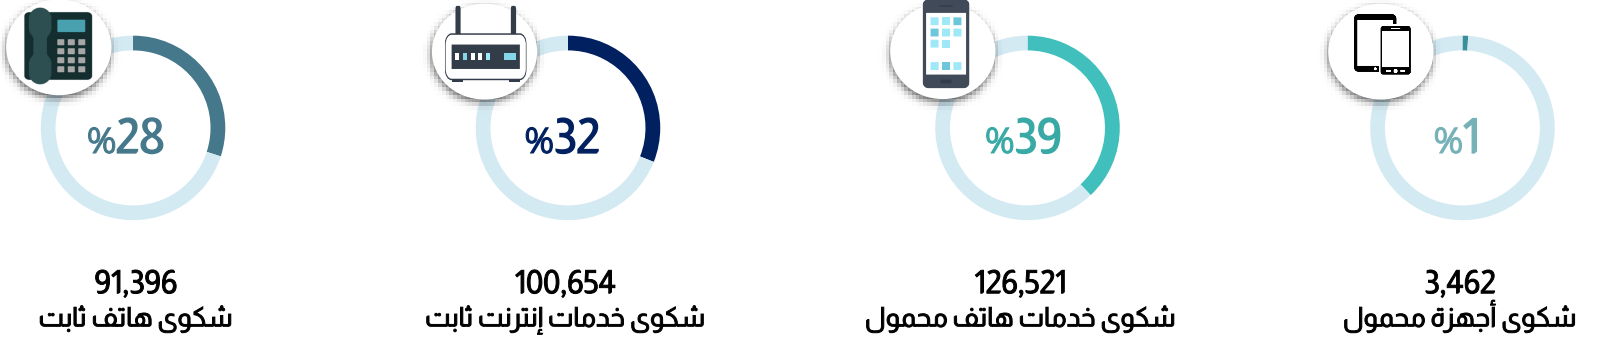 %1
3,462
شكوى أجهزة محمول
%39
126,521
شكوى خدمات هاتف محمول
%32
100,654
شكوى خدمات إنترنت ثابت
%28
91,396
شكوى هاتف ثابت